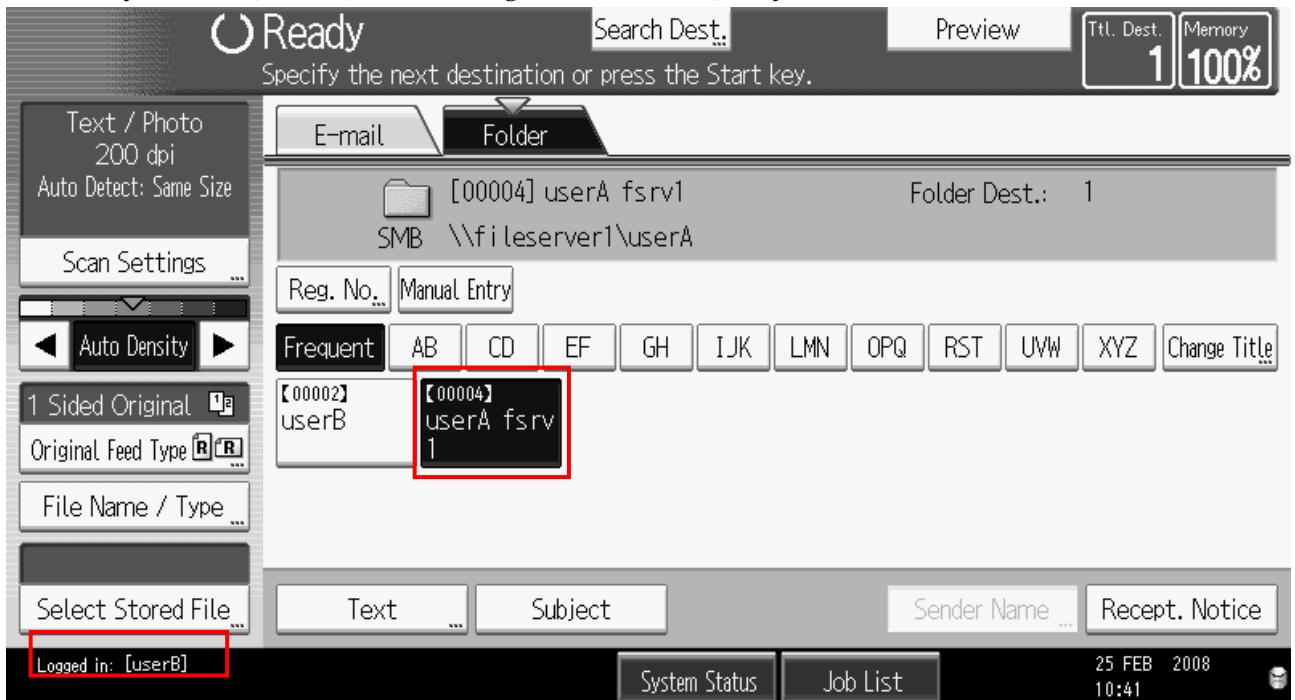 Ready
Search Dest.
Preview
Ttl. Dest.
1
Memory
100%
Specify the next destination or press the Start key.
Text / Photo
200 dpi
Auto Detect: Same Size
Scan Settings
Auto Density
1 Sided Original
Original Feed Type
File Name / Type
Select Stored File
E-mail
Folder
[00004] userA fsrv1
Folder Dest.: 1
SMB \\fileserver1\userA
Reg. No.
Manual Entry
Frequent AB CD EF GH IJK LMN OPQ RST UVW XYZ Change Title
【00002】
userB
【00004】
userA fsrv
1
Text
Subject
Sender Name
Recept. Notice
Logged in: [userB]
System Status
Job List
25 FEB 2008
10:41